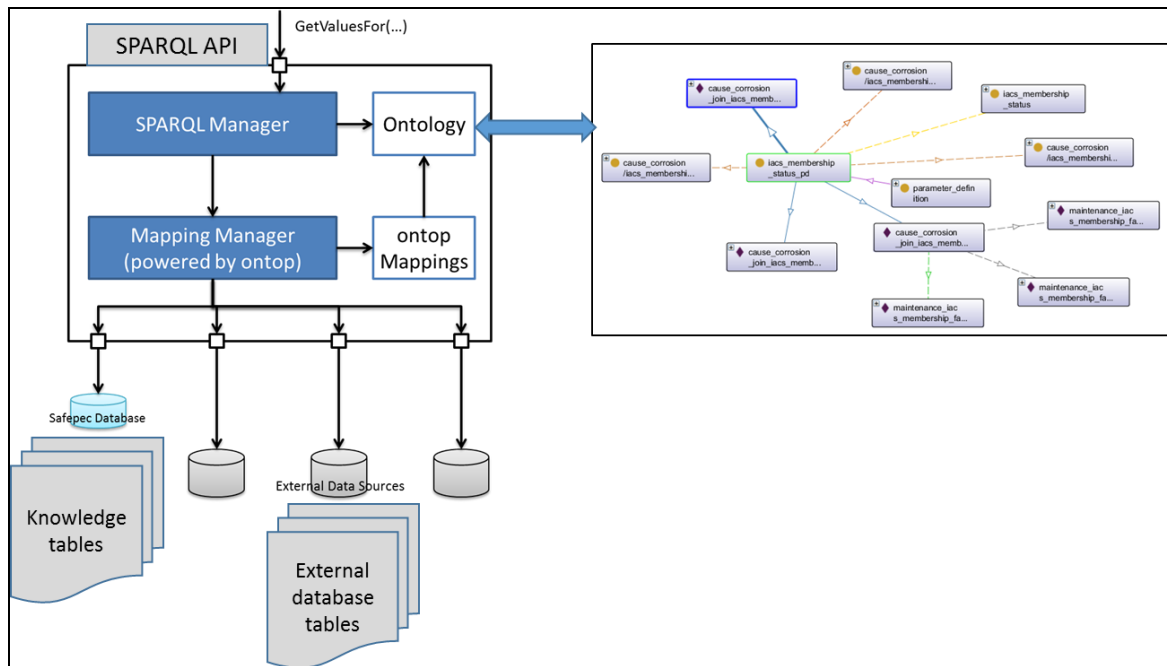 GetValuesFor(...)
SPARQL API
SPARQL Manager
Ontology
Mapping Manager
(powered by ontop)
ontop
Mappings
Safepec Database
Knowledge
tables
External Data Sources
External
database
tables
cause_corrosion
_join_iacs_memb...
cause_corrosion
/iacs_membershi...
iacs_membership
_status
cause_corrosion
/iacs_membershi...
cause_corrosion
/iacs_membershi...
iacs_membership
_status_pd
parameter_defin
ition
maintenance_iac
s_membership_fa...
cause_corrosion
_join_iacs_memb...
cause_corrosion
_join_iacs_memb...
maintenance_iac
s_membership_fa...
maintenance_iac
s_membership_fa...